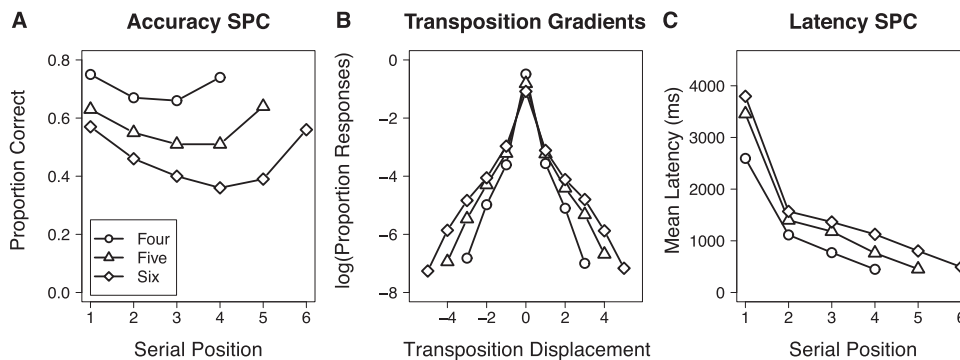 A Accuracy SPC
Proportion Correct
0.8
0.6
0.4
0.2
0.0
Four
Five
Six
1 2 3 4 5 6
Serial Position
B Transposition Gradients
log(Proportion Responses)
0
−2
−4
−6
−8
−4 −2 0 2 4
Transposition Displacement
C Latency SPC
Mean Latency (ms)
4000
3000
2000
1000
0
1 2 3 4 5 6
Serial Position